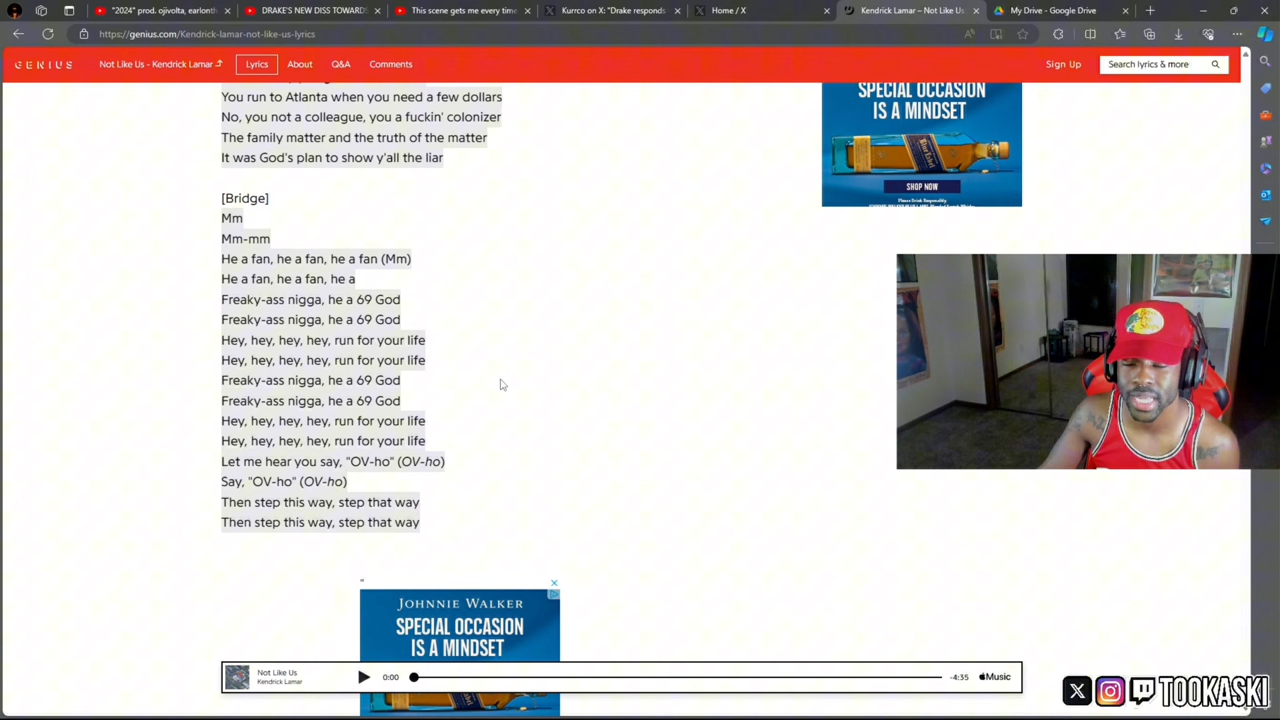 "2024" prod. ojivolta, earlonth
DRAKE'S NEW DISS TOWARD
This scene gets me every time
Kurrco on X: "Drake responds
Home / X
Kendrick Lamar – Not Like Us
My Drive - Google Drive
https://genius.com/Kendrick-lamar-not-like-us-lyrics
GENIUS
Not Like Us - Kendrick Lamar
Lyrics
About
Q&A
Comments
Sign Up
Search lyrics & more
You run to Atlanta when you need a few dollars
No, you not a colleague, you a fuckin' colonizer
The family matter and the truth of the matter
It was God's plan to show y'all the liar
[Bridge]
Mm
Mm-mm
He a fan, he a fan, he a fan (Mm)
He a fan, he a fan, he a
Freaky-ass nigga, he a 69 God
Freaky-ass nigga, he a 69 God
Hey, hey, hey, hey, run for your life
Hey, hey, hey, hey, run for your life
Freaky-ass nigga, he a 69 God
Freaky-ass nigga, he a 69 God
Hey, hey, hey, hey, run for your life
Hey, hey, hey, hey, run for your life
Let me hear you say, "OV-ho" (OV-ho)
Say, "OV-ho" (OV-ho)
Then step this way, step that way
Then step this way, step that way
SPECIAL OCCASION
IS A MINDSET
SHOP NOW
JOHNNIE WALKER
SPECIAL OCCASION
IS A MINDSET
Not Like Us
Kendrick Lamar
0:00
-4:35
Music
TOOKASKI